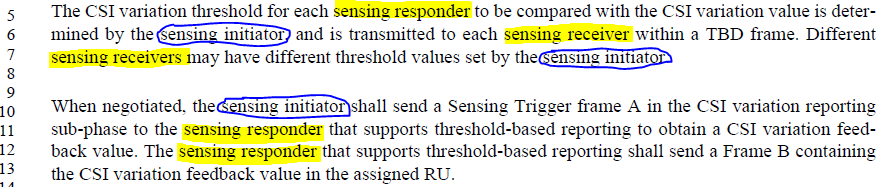 5 The CSI variation threshold for each sensing responder to be compared with the CSI variation value is deter-
6 mined by the sensing initiator and is transmitted to each sensing receiver within a TBD frame. Different
7 sensing receivers may have different threshold values set by the sensing initiator
8
9
10 When negotiated, the sensing initiator shall send a Sensing Trigger frame A in the CSI variation reporting
11 sub-phase to the sensing responder that supports threshold-based reporting to obtain a CSI variation feed-
12 back value. The sensing responder that supports threshold-based reporting shall send a Frame B containing
13 the CSI variation feedback value in the assigned RU.